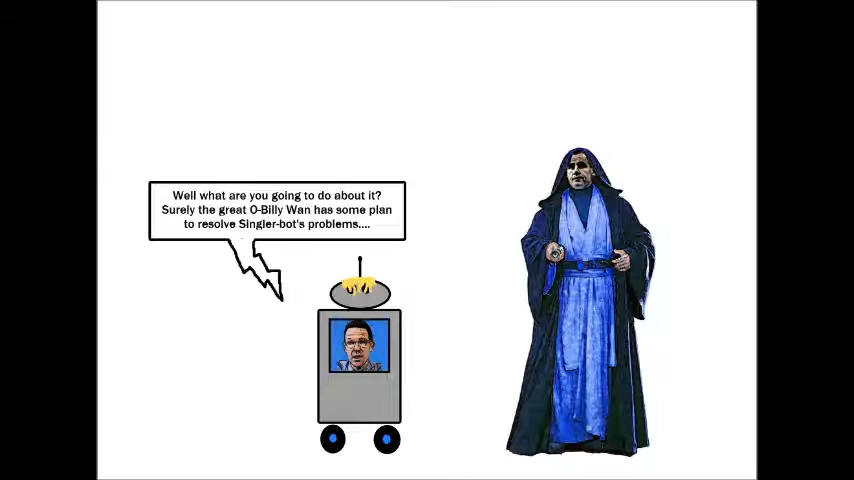 Well what are you going to do about it?
Surely the great O-Billy Wan has some plan
to resolve Singler-bot's problems....